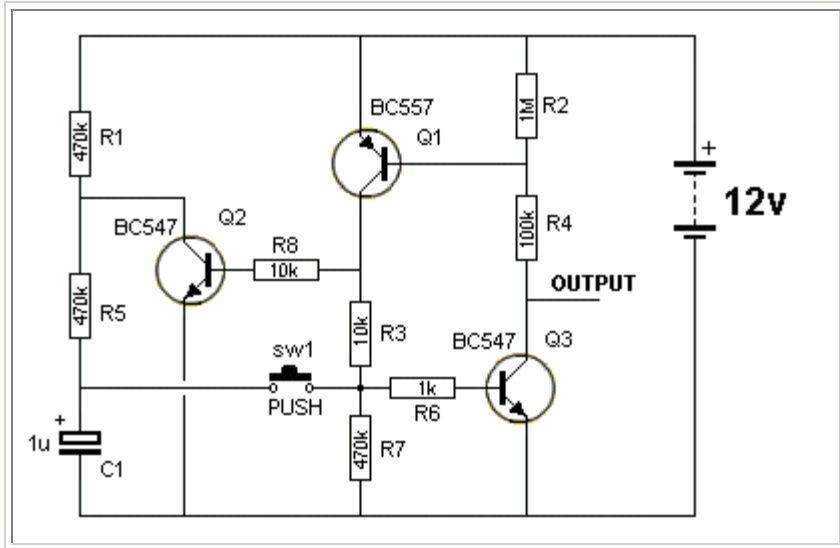 470k
R1
BC557
Q1
1M
R2
+
12v
BC547
Q2
R8
10k
100k
R4
OUTPUT
470k
R5
10k
R3
BC547
Q3
sw1
PUSH
1k
R6
+
1u
C1
470k
R7